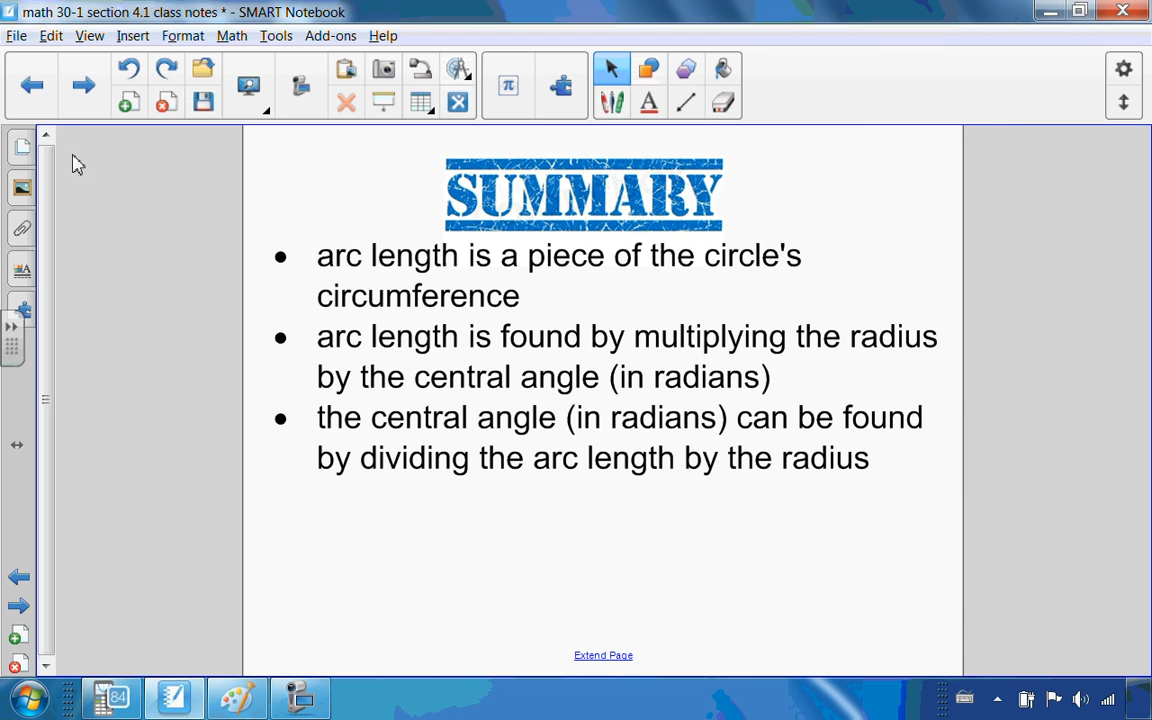 math 30-1 section 4.1 class notes * - SMART Notebook
File Edit View Insert Format Math Tools Add-ons Help
π
A
SUMMARY
• arc length is a piece of the circle's
circumference
• arc length is found by multiplying the radius
by the central angle (in radians)
• the central angle (in radians) can be found
by dividing the arc length by the radius
Extend Page
84